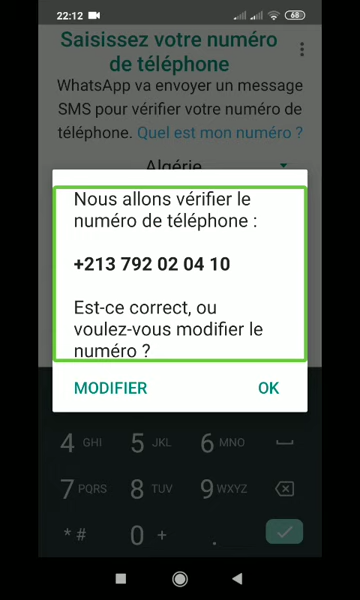 22:12
68
Saisissez votre numéro
de téléphone
WhatsApp va envoyer un message
SMS pour vérifier votre numéro de
téléphone. Quel est mon numéro ?
Algérie
Nous allons vérifier le
numéro de téléphone :
+213 792 02 04 10
Est-ce correct, ou
voulez-vous modifier le
numéro ?
MODIFIER OK
4 GHI 5 JKL 6 MNO
7 PQRS 8 TUV 9 WXYZ
* # 0 + .